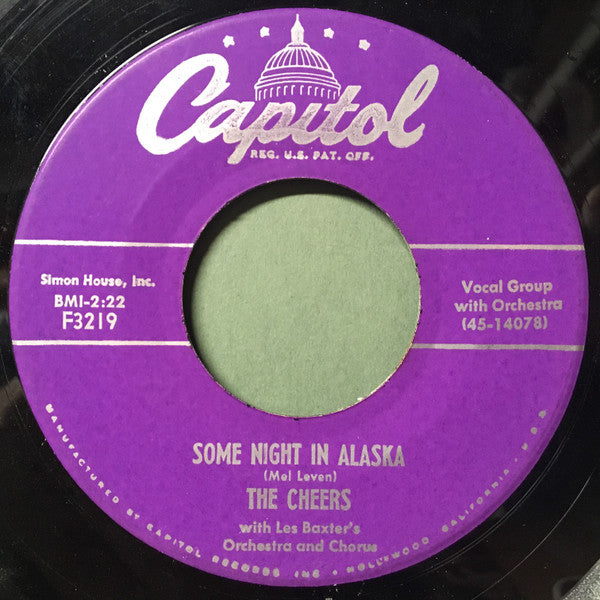 Capitol
REG. U.S. PAT. OFF.
Simon House, Inc.
BMI-2:22
F3219
Vocal Group
with Orchestra
(45-14078)
SOME NIGHT IN ALASKA
(Mel Leven)
THE CHEERS
with Les Baxter's
Orchestra and Chorus
MANUFACTURED BY CAPITOL RECORDS INC • HOLLYWOOD CALIFORNIA • USA